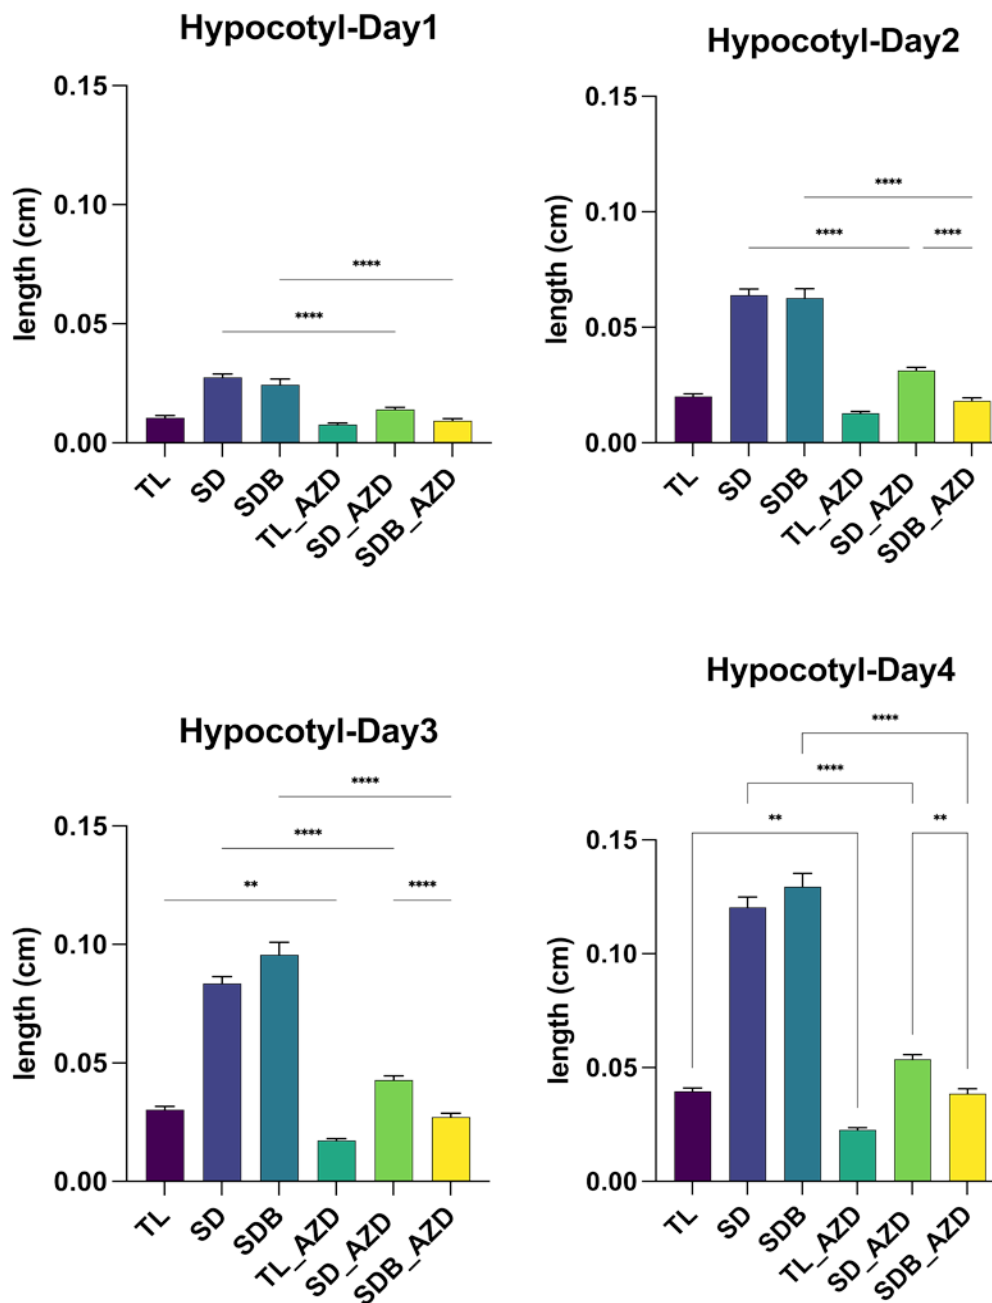 Hypocotyl-Day1
length (cm)
0.15
0.10
0.05
0.00
****
****
TL
SD
SDB
TL_AZD
SD_AZD
SDB_AZD
Hypocotyl-Day2
length (cm)
0.15
0.10
0.05
0.00
****
****
****
TL
SD
SDB
TL_AZD
SD_AZD
SDB_AZD
Hypocotyl-Day3
length (cm)
0.15
0.10
0.05
0.00
****
****
**
****
TL
SD
SDB
TL_AZD
SD_AZD
SDB_AZD
Hypocotyl-Day4
length (cm)
0.15
0.10
0.05
0.00
****
****
**
**
TL
SD
SDB
TL_AZD
SD_AZD
SDB_AZD